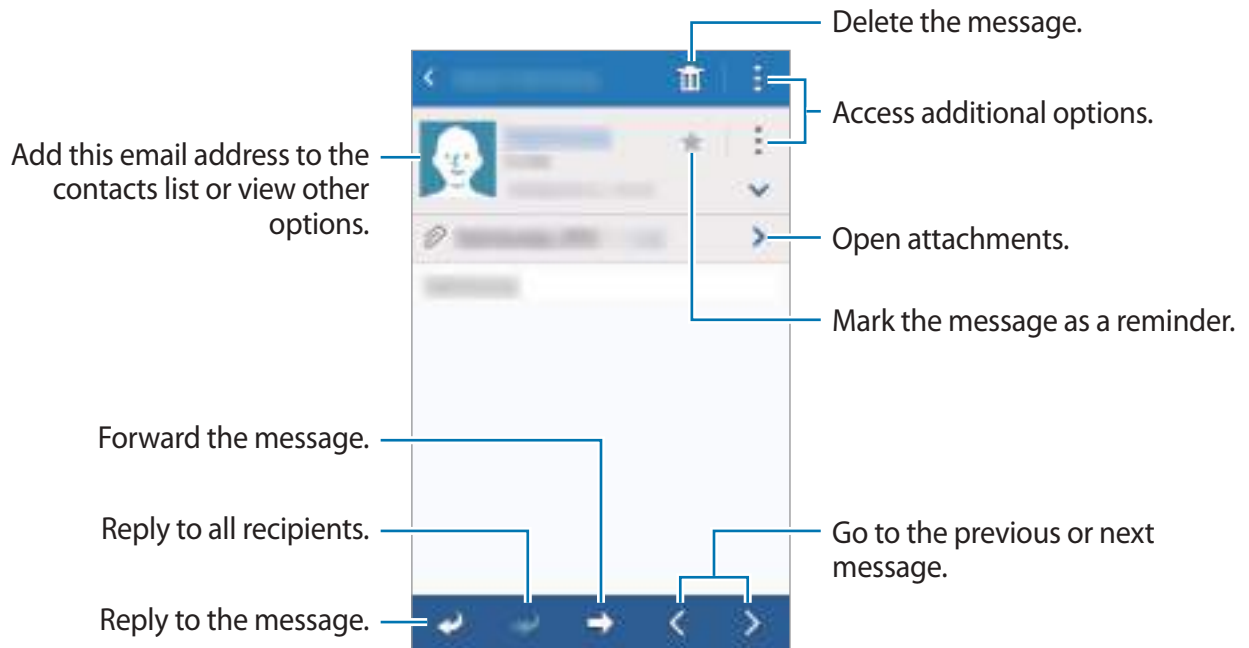 Delete the message.
Access additional options.
Add this email address to the
contacts list or view other
options.
Open attachments.
Mark the message as a reminder.
Forward the message.
Reply to all recipients.
Go to the previous or next
message.
Reply to the message.